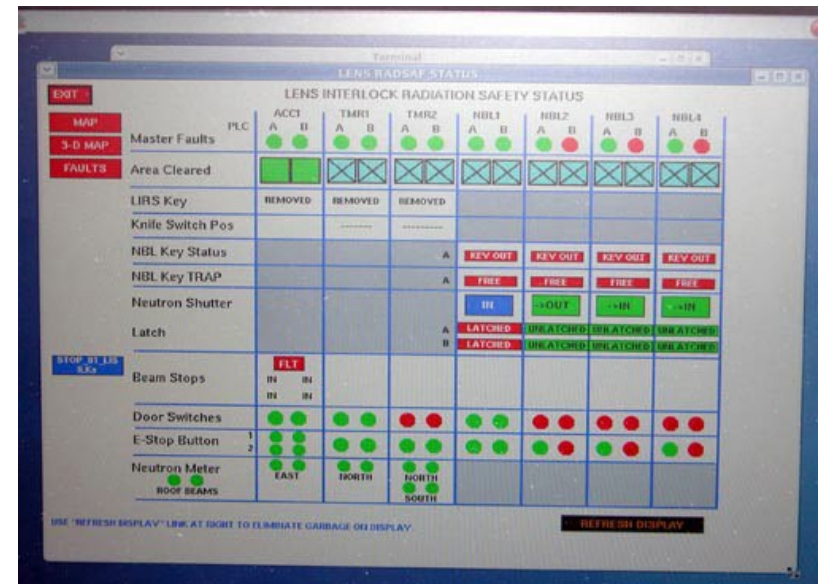 Terminal
LENS RADSAF STATUS
EXIT
LENS INTERLOCK RADIATION SAFETY STATUS
MAP
3-D MAP
FAULTS
PLC
ACC1 TMR1 TMR2 NBL1 NBL2 NBL3 NBL4
A B A B A B A B A B A B A B
Master Faults
Area Cleared
LIRS Key REMOVED REMOVED REMOVED
Knife Switch Pos -------- ---------
NBL Key Status A KEY OUT KEY OUT KEY OUT KEY OUT
NBL Key TRAP A FREE FREE FREE FREE
Neutron Shutter IN ->OUT ->IN ->IN
Latch A LATCHED UNLATCHED UNLATCHED UNLATCHED
B LATCHED UNLATCHED UNLATCHED UNLATCHED
FLT
Beam Stops IN IN
IN IN
Door Switches
E-Stop Button 1
2
Neutron Meter EAST NORTH NORTH
ROOF BEAMS SOUTH
USE "REFRESH DISPLAY" LINK AT RIGHT TO ELIMINATE GARBAGE ON DISPLAY.
REFRESH DISPLAY